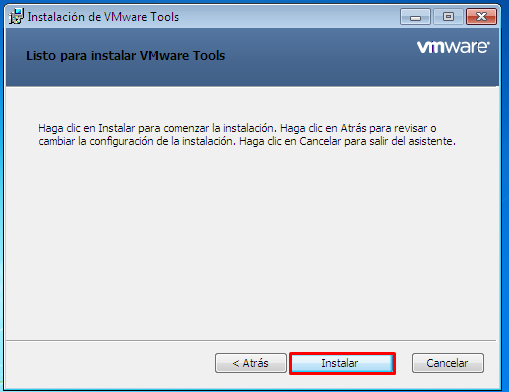 Instalación de VMware Tools
Listo para instalar VMware Tools
vmware®
Haga clic en Instalar para comenzar la instalación. Haga clic en Atrás para revisar o
cambiar la configuración de la instalación. Haga clic en Cancelar para salir del asistente.
< Atrás
Instalar
Cancelar